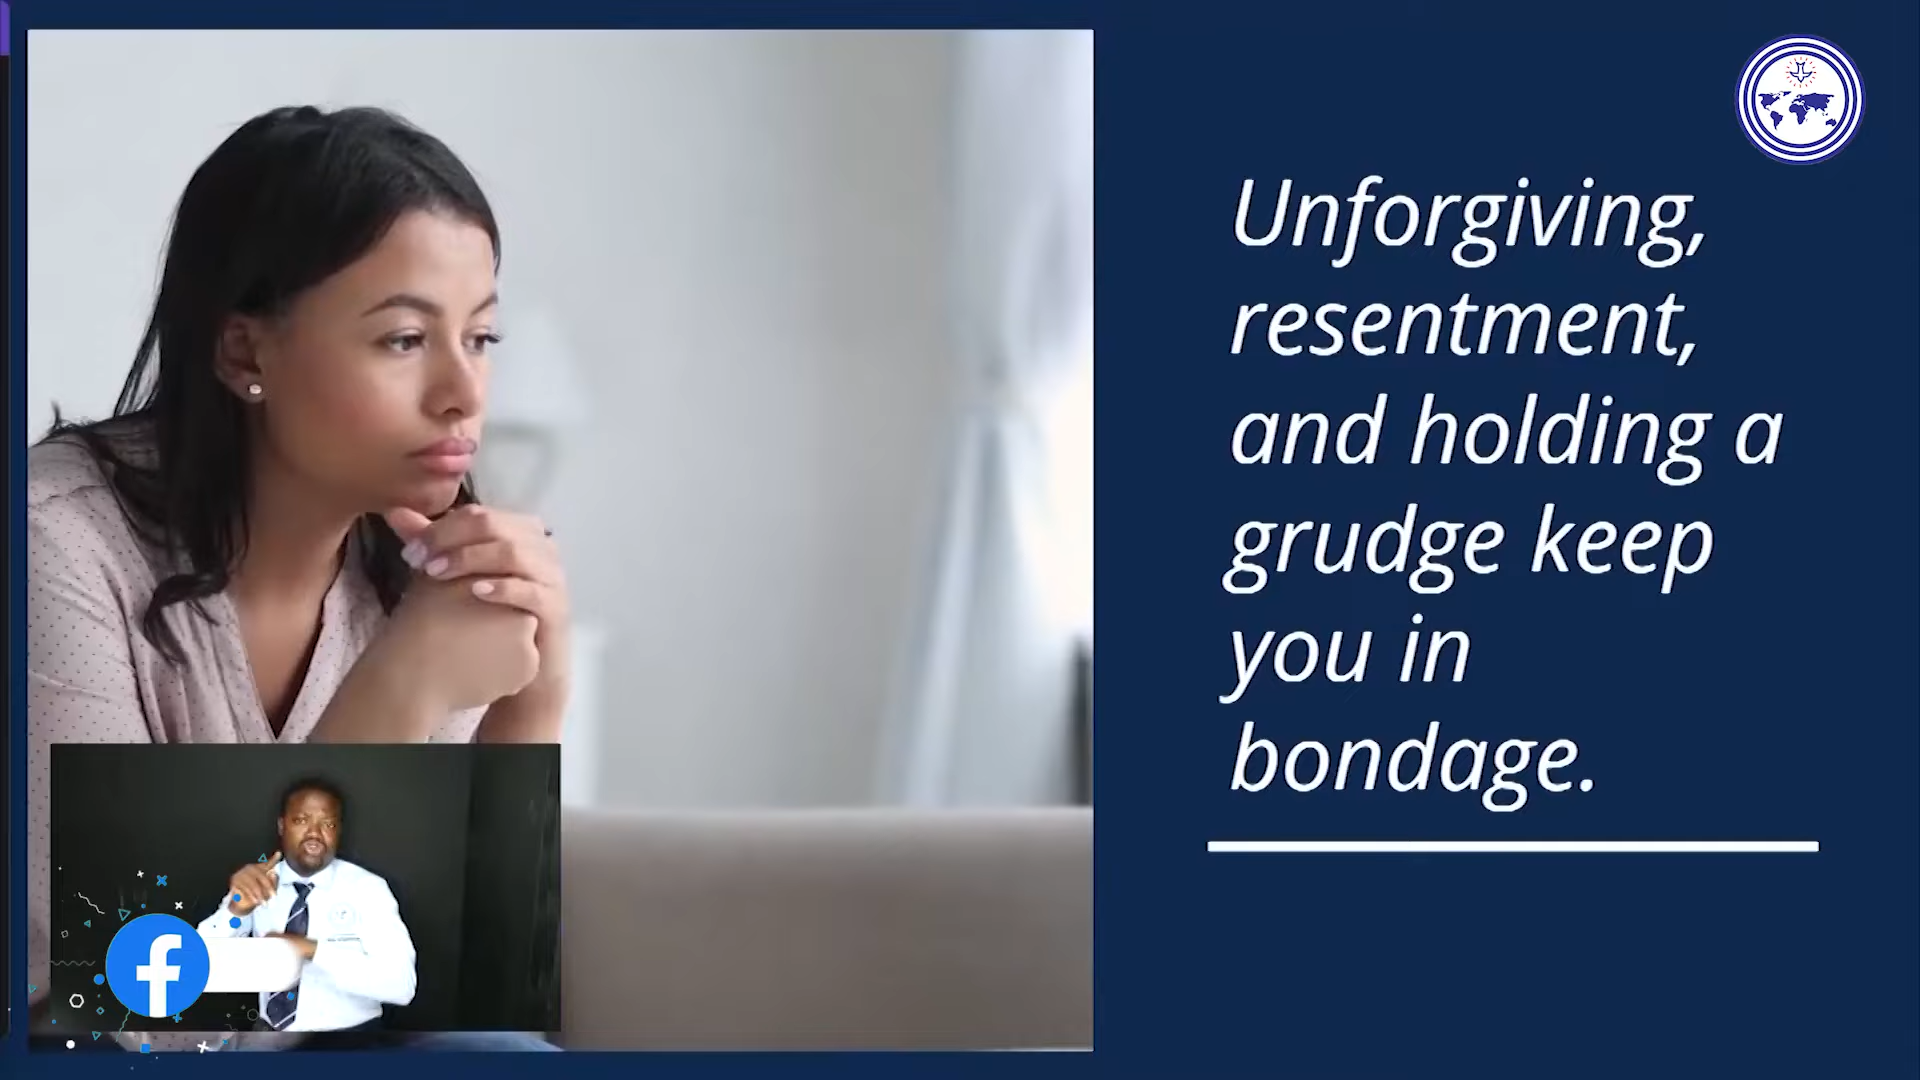 Unforgiving,
resentment,
and holding a
grudge keep
you in
bondage.